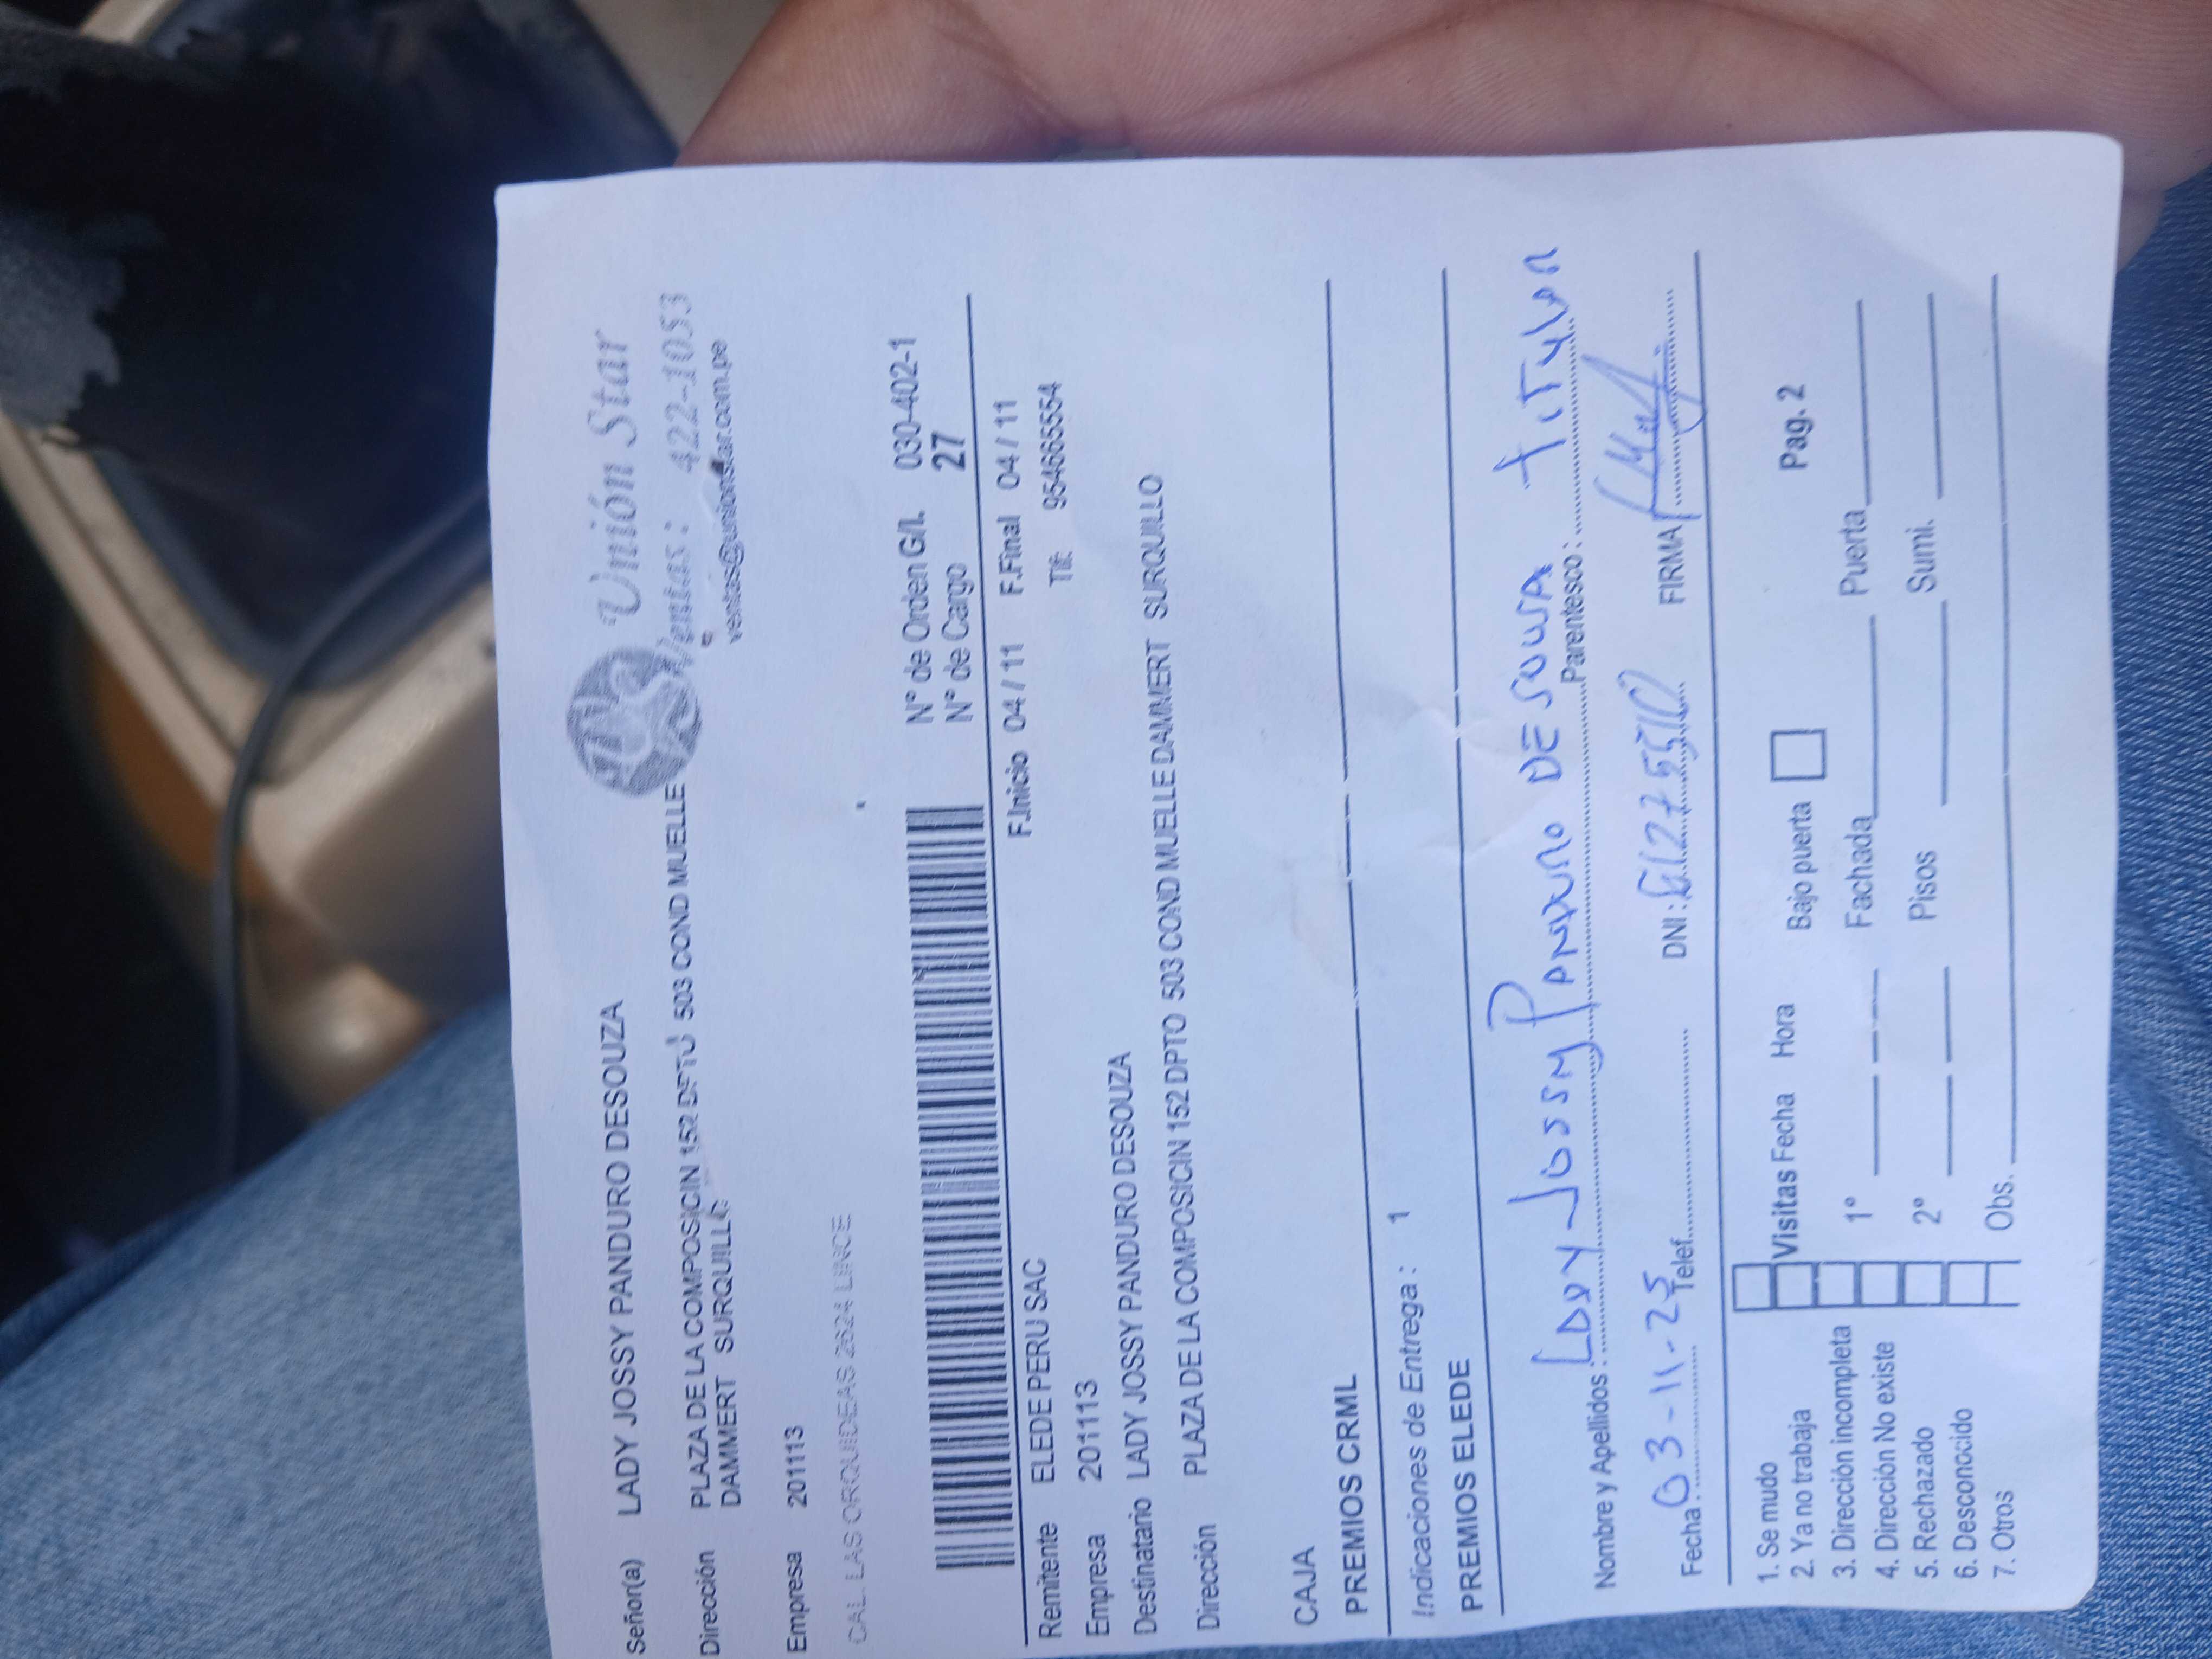 Unión Star
Ventas: 422-1053
ventas@unionstar.com.pe
Señor(a) LADY JOSSY PANDURO DESOUZA
Dirección PLAZA DE LA COMPOSICIN 152 DPTO 503 COND MUELLE
DAMMERT SURQUILLO
Empresa 201113
CAL. LAS ORQUIDEAS 2624 LINCE
N° de Orden G/I. 030-402-1
N° de Cargo 27
F.Inicio 04 / 11 F.Final 04 / 11
Remitente ELEDE PERU SAC
Tlf: 954665554
Empresa 201113
Destinatario LADY JOSSY PANDURO DESOUZA
Dirección PLAZA DE LA COMPOSICIN 152 DPTO 503 COND MUELLE DAMMERT SURQUILLO
CAJA
PREMIOS CRML
Indicaciones de Entrega : 1
PREMIOS ELEDE
Nombre y Apellidos : Lady Jossy Panduro DE SOUSA Parentesco : titular
Fecha : 03-11-25 Telef. DNI : FIRMA
1. Se mudo
2. Ya no trabaja
3. Dirección incompleta
4. Dirección No existe
5. Rechazado
6. Desconocido
7. Otros
Visitas Fecha Hora Bajo puerta Pag. 2
1° Fachada Puerta
2° Pisos Sumi.
Obs.